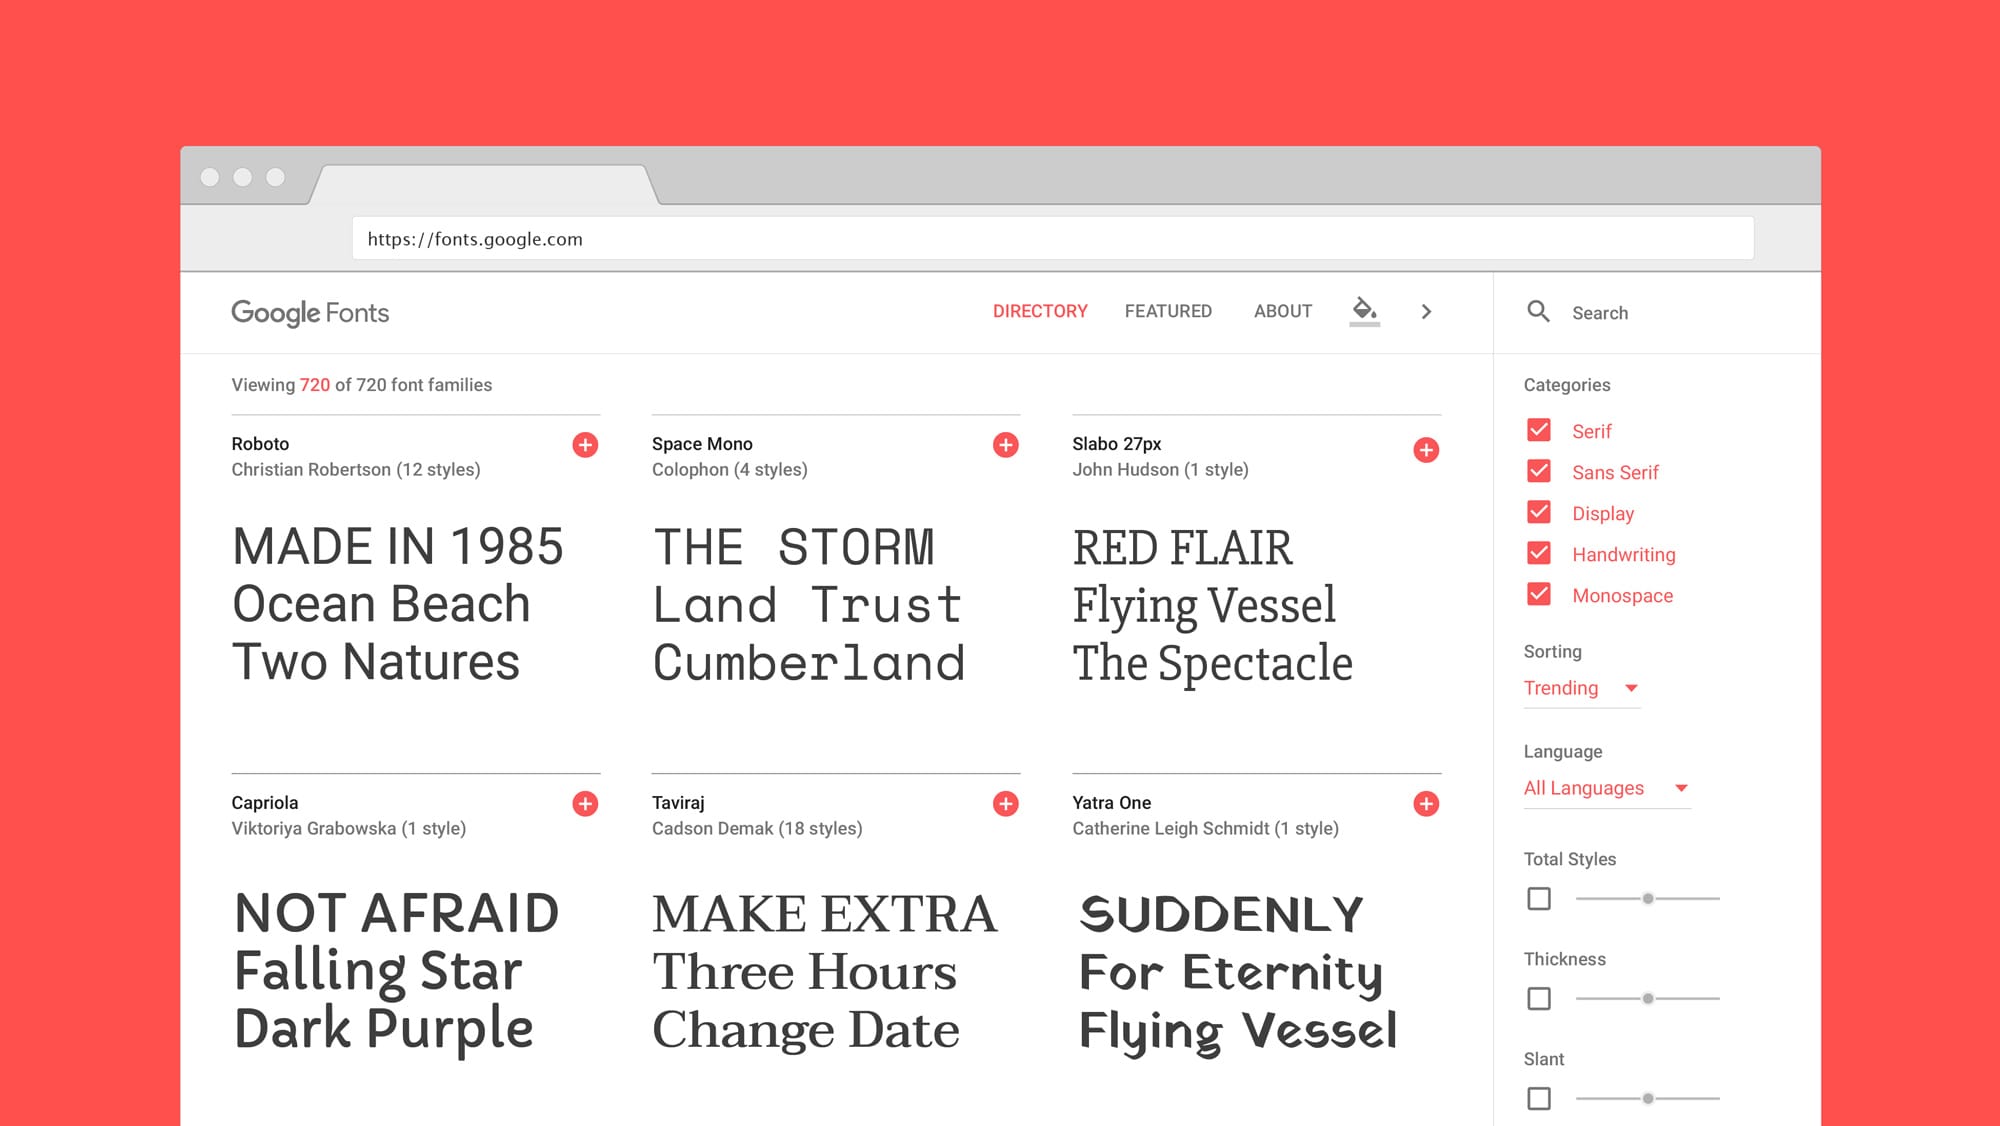 https://fonts.google.com
Google Fonts
DIRECTORY
FEATURED
ABOUT
Search
Viewing 720 of 720 font families
Roboto
Christian Robertson (12 styles)
MADE IN 1985
Ocean Beach
Two Natures
Space Mono
Colophon (4 styles)
THE STORM
Land Trust
Cumberland
Slabo 27px
John Hudson (1 style)
RED FLAIR
Flying Vessel
The Spectacle
Capriola
Viktoriya Grabowska (1 style)
NOT AFRAID
Falling Star
Dark Purple
Taviraj
Cadson Demak (18 styles)
MAKE EXTRA
Three Hours
Change Date
Yatra One
Catherine Leigh Schmidt (1 style)
SUDDENLY
For Eternity
Flying Vessel
Categories
Serif
Sans Serif
Display
Handwriting
Monospace
Sorting
Trending
Language
All Languages
Total Styles
Thickness
Slant